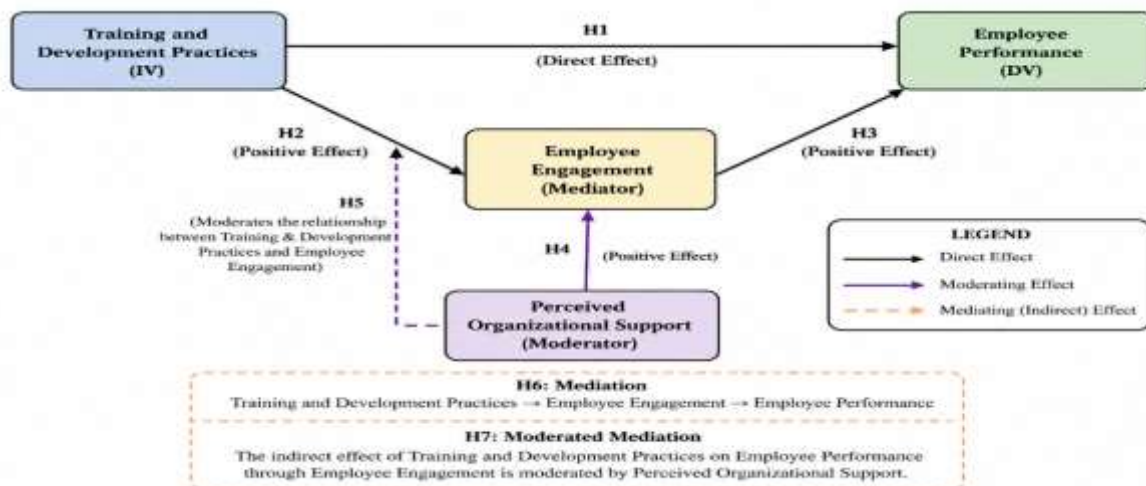 Training and
Development Practices
(IV)
H1
(Direct Effect)
Employee
Performance
(DV)
H2
(Positive Effect)
Employee
Engagement
(Mediator)
H3
(Positive Effect)
H5
(Moderates the relationship
between Training & Development
Practices and Employee
Engagement)
H4
(Positive Effect)
Perceived
Organizational Support
(Moderator)
LEGEND
Direct Effect
Moderating Effect
Mediating (Indirect) Effect
H6: Mediation
Training and Development Practices → Employee Engagement → Employee Performance
H7: Moderated Mediation
The indirect effect of Training and Development Practices on Employee Performance
through Employee Engagement is moderated by Perceived Organizational Support.